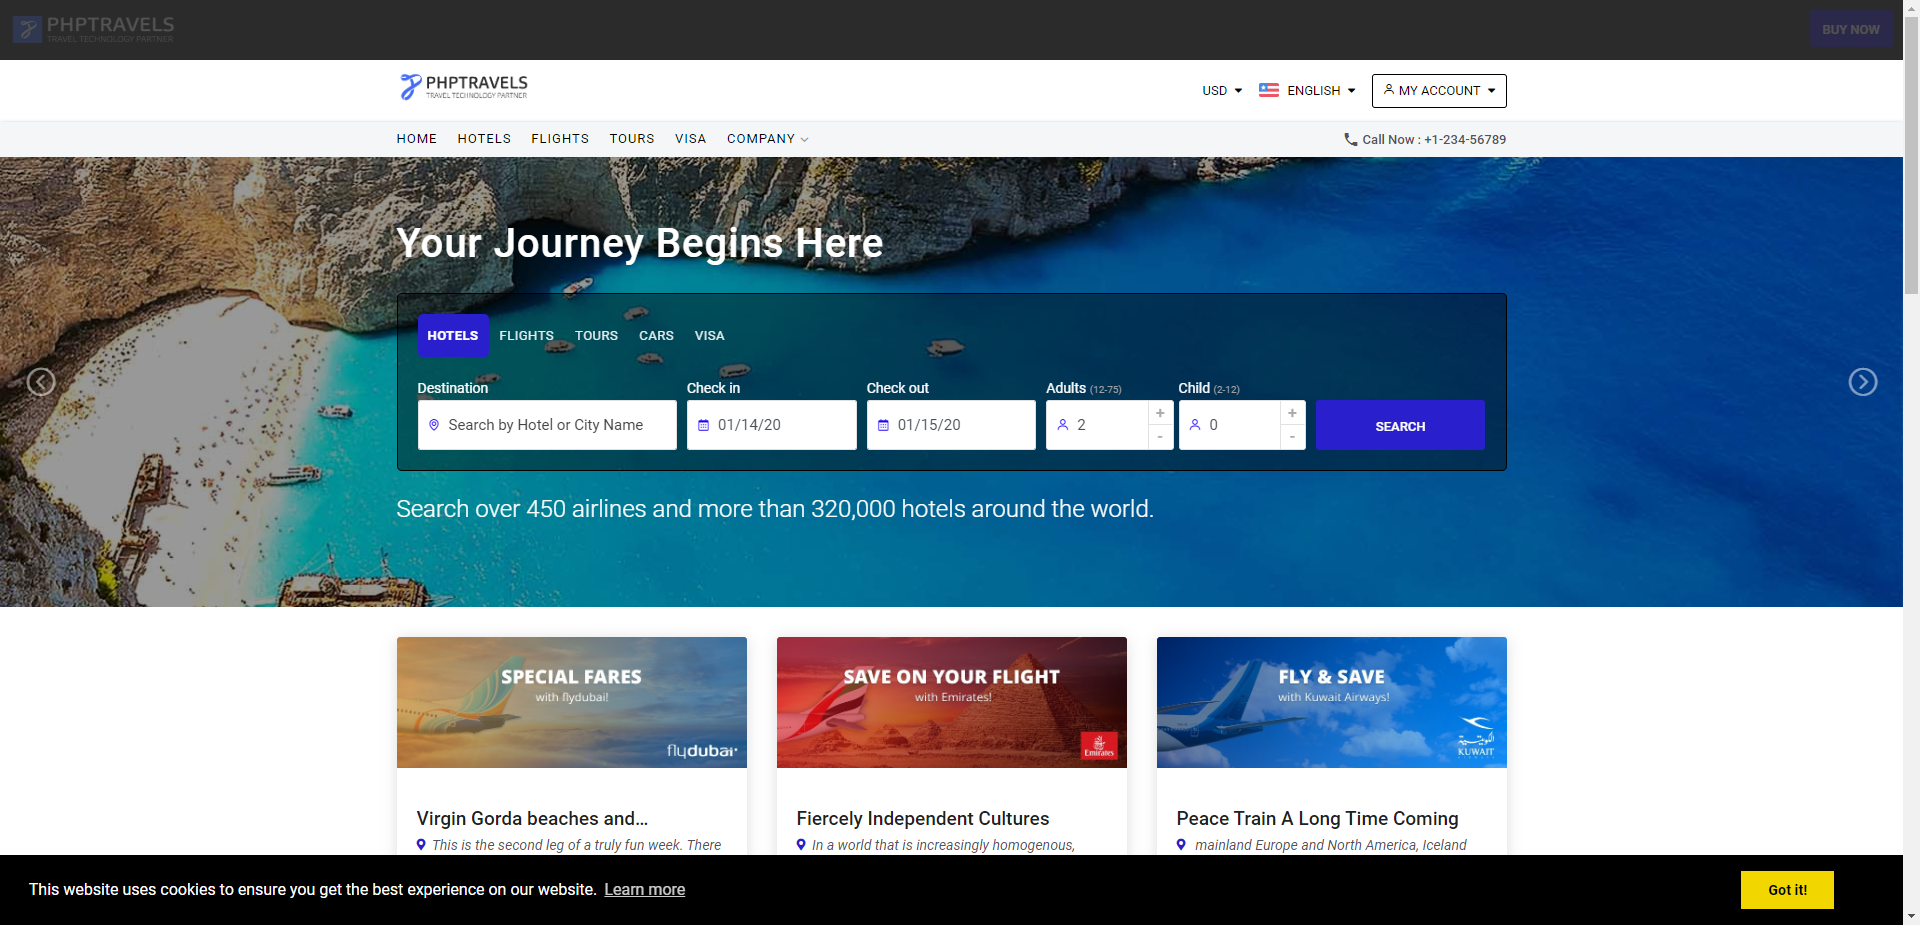 PHPTRAVELS
TRAVEL TECHNOLOGY PARTNER
BUY NOW
PHPTRAVELS
TRAVEL TECHNOLOGY PARTNER
USD
ENGLISH
MY ACCOUNT
HOME HOTELS FLIGHTS TOURS VISA COMPANY
Call Now : +1-234-56789
Your Journey Begins Here
HOTELS FLIGHTS TOURS CARS VISA
Destination Check in Check out Adults (12-75) Child (2-12)
Search by Hotel or City Name 01/14/20 01/15/20 2 + - 0 + - SEARCH
Search over 450 airlines and more than 320,000 hotels around the world.
SPECIAL FARES
with flydubai!
flydubai
SAVE ON YOUR FLIGHT
with Emirates!
Emirates
FLY & SAVE
with Kuwait Airways!
الكويتية
KUWAIT
Virgin Gorda beaches and...
This is the second leg of a truly fun week. There
Fiercely Independent Cultures
In a world that is increasingly homogenous,
Peace Train A Long Time Coming
mainland Europe and North America, Iceland
This website uses cookies to ensure you get the best experience on our website. Learn more
Got it!